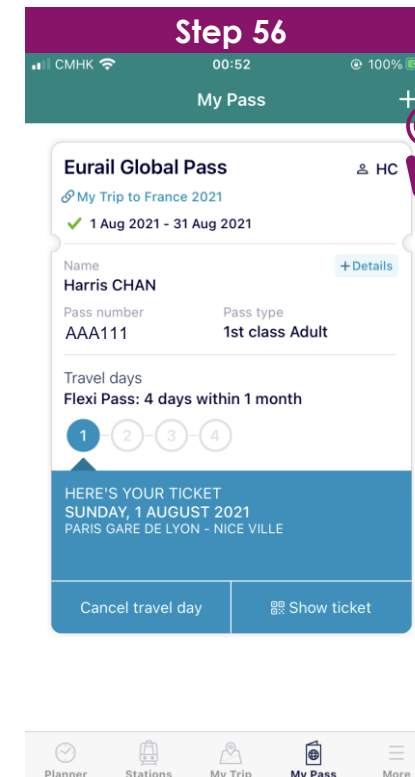 Step 56
CMHK 00:52 100%
My Pass +
Eurail Global Pass HC
My Trip to France 2021
1 Aug 2021 - 31 Aug 2021
Name +Details
Harris CHAN
Pass number Pass type
AAA111 1st class Adult
Travel days
Flexi Pass: 4 days within 1 month
1 2 3 4
HERE'S YOUR TICKET
SUNDAY, 1 AUGUST 2021
PARIS GARE DE LYON - NICE VILLE
Cancel travel day Show ticket
Planner Stations My Trip My Pass More